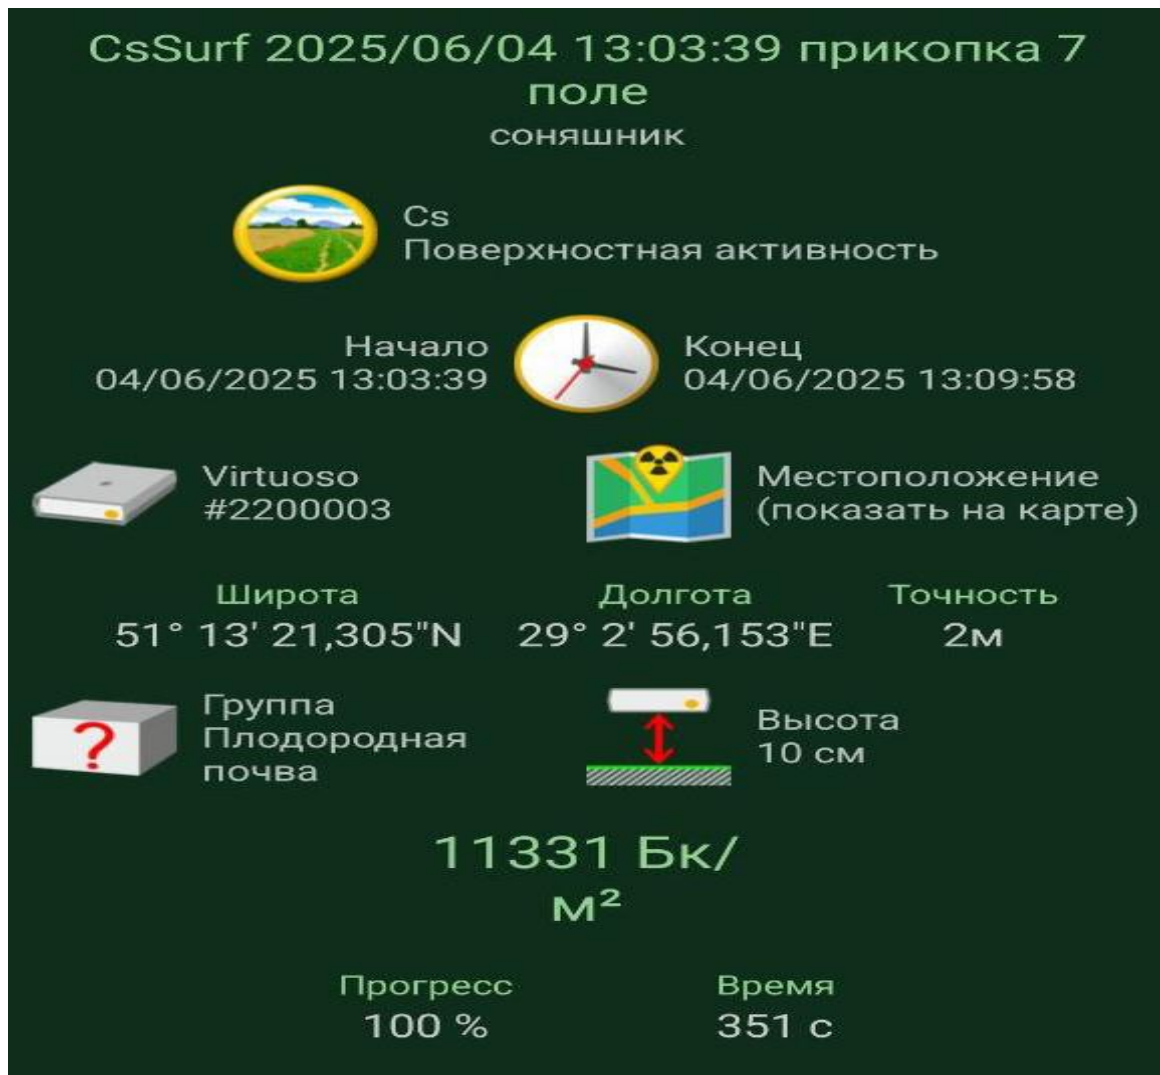 CsSurf 2025/06/04 13:03:39 прикопка 7
поле
соняшник
Cs
Поверхностная активность
Начало
04/06/2025 13:03:39
Конец
04/06/2025 13:09:58
Virtuoso
#2200003
Местоположение
(показать на карте)
Широта
51° 13' 21,305"N
Долгота
29° 2' 56,153"E
Точность
2м
?
Группа
Плодородная
почва
Высота
10 см
11331 Бк/
м²
Прогресс
100 %
Время
351 с